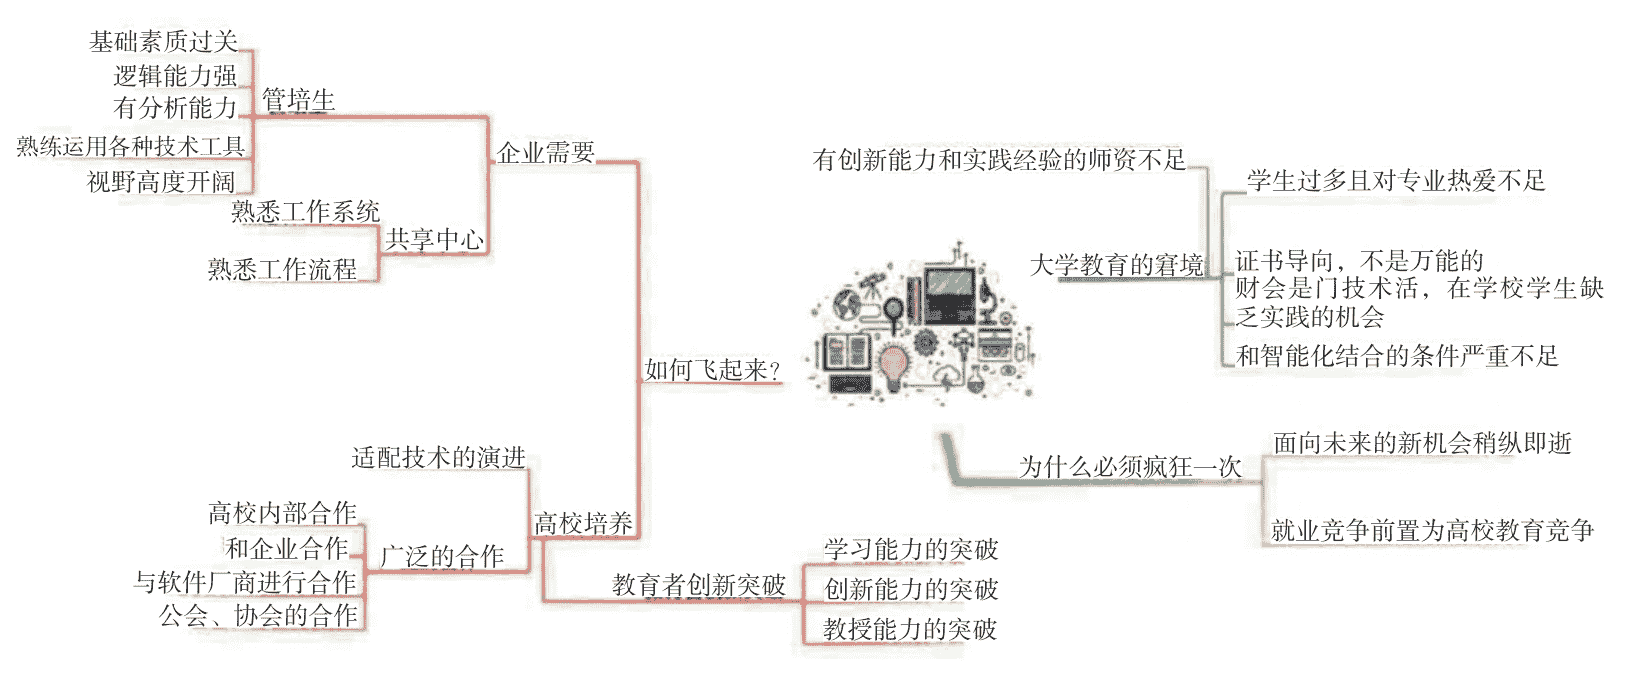 基础素质过关
逻辑能力强
有分析能力
熟练运用各种技术工具
视野高度开阔
管培生
熟悉工作系统
熟悉工作流程
共享中心
企业需要
如何飞起来？
适配技术的演进
高校内部合作
和企业合作
与软件厂商进行合作
公会、协会的合作
广泛的合作
高校培养
教育者创新突破
学习能力的突破
创新能力的突破
教授能力的突破
有创新能力和实践经验的师资不足
大学教育的窘境
学生过多且对专业热爱不足
证书导向，不是万能的
财会是门技术活，在学校学生缺
乏实践的机会
和智能化结合的条件严重不足
为什么必须疯狂一次
面向未来的新机会稍纵即逝
就业竞争前置为高校教育竞争